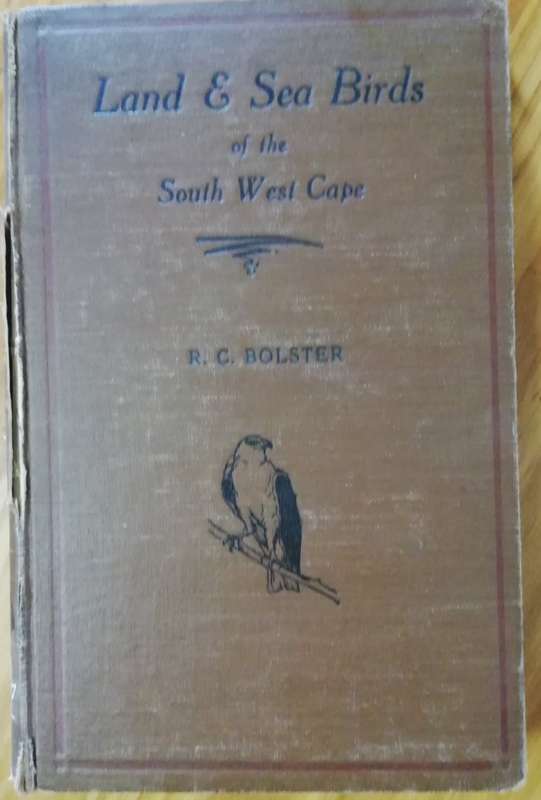 Land & Sea Birds
of the
South West Cape
R. C. BOLSTER